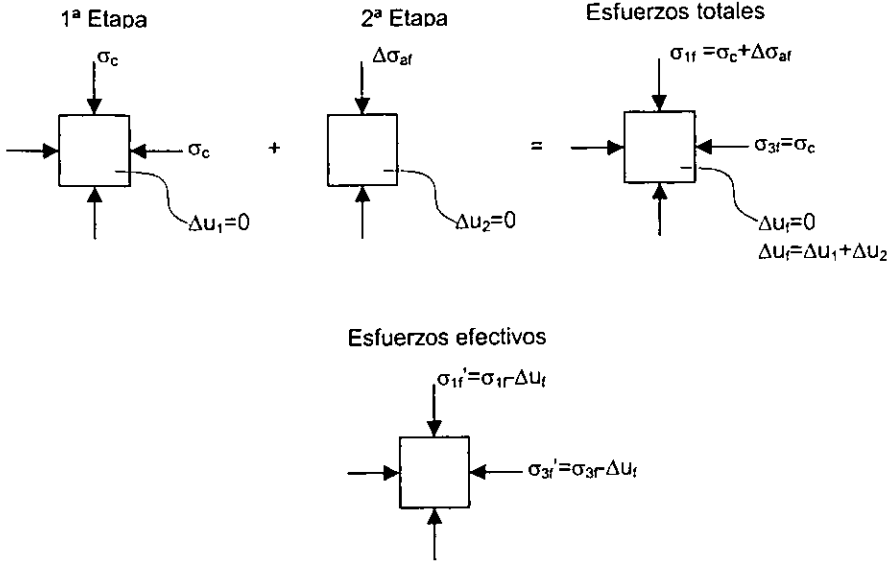 1ª Etapa
2ª Etapa
Esfuerzos totales
σc
Δσaf
σ1f =σc+Δσaf
σc
+
=
σ3f=σc
Δu1=0
Δu2=0
Δuf=0
Δuf=Δu1+Δu2
Esfuerzos efectivos
σ1f'=σ1f-Δuf
σ3f'=σ3f-Δuf